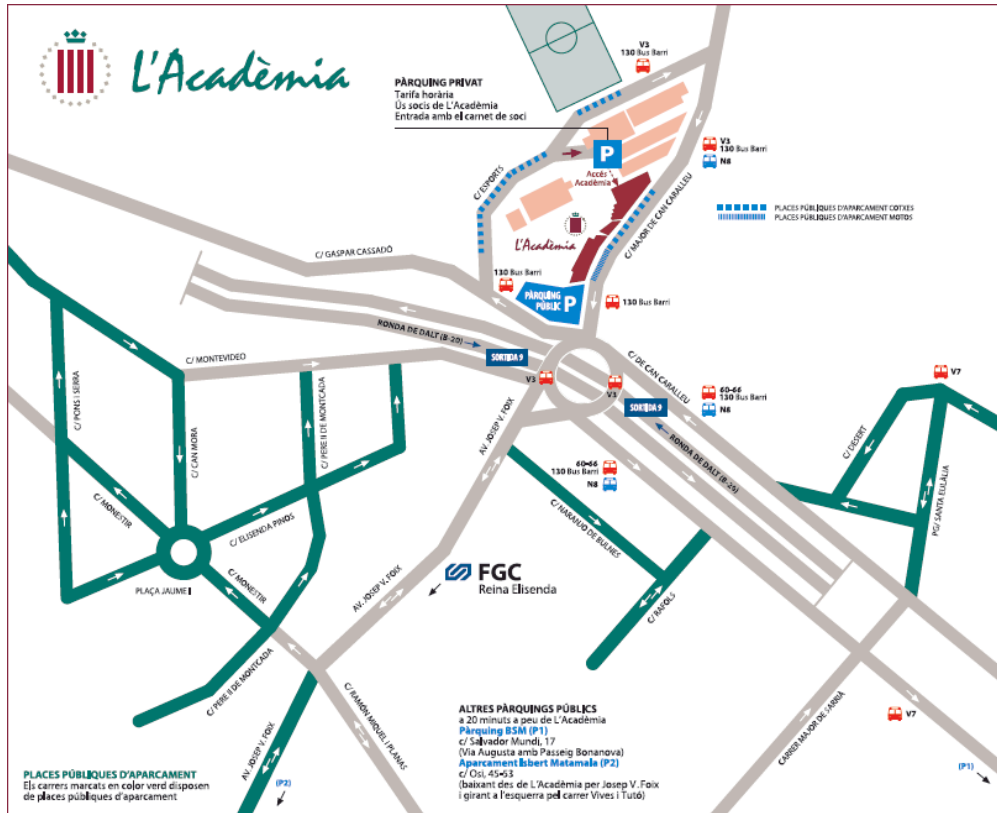 L'Acadèmia
PÀRQUING PRIVAT
Tarifa horària
Ús socis de L'Acadèmia
Entrada amb el carnet de soci
V3
130 Bus Barri
P
Accés
Acadèmia
V3
130 Bus Barri
N8
PLACES PÚBLIQUES D'APARCAMENT COTXES
PLACES PÚBLIQUES D'APARCAMENT MOTOS
C/ ESPORTS
C/ MAJOR DE CAN CARALLEU
L'Acadèmia
C/ GASPAR CASSADÓ
130 Bus Barri
PÀRQUING
PÚBLIC P
130 Bus Barri
RONDA DE DALT (B-20)
SORTIDA 9
C/ MONTEVIDEO
V3
V3
C/ DE CAN CARALLEU
SORTIDA 9
60-66
130 Bus Barri
N8
V7
C/ PONS I SERRA
C/ CAN MORA
C/ PERE II DE MONTCADA
AV. JOSEP V. FOIX
RONDA DE DALT (B-20)
C/ DESERT
PG/ SANTA EULÀLIA
60-66
130 Bus Barri
N8
C/ MONESTIR
C/ ELISENDA PINOS
C/ NARANJO DE BULNES
PLAÇA JAUME I
C/ MONESTIR
AV. JOSEP V. FOIX
FGC
Reina Elisenda
C/ RAFOLS
C/ PERE II DE MONTCADA
C/ RAMÓN MIQUEL I PLANAS
CARRER MAJOR DE SARRIÀ
V7
AV. JOSEP V. FOIX
(P2)
(P1)
ALTRES PÀRQUINGS PÚBLICS
a 20 minuts a peu de L'Acadèmia
Pàrquing BSM (P1)
c/ Salvador Mundi, 17
(Via Augusta amb Passeig Bonanova)
Aparcament Isbert Matamala (P2)
c/ Osi, 45-53
(baixant des de L'Acadèmia per Josep V. Foix
i girant a l'esquerra pel carrer Vives i Tutó)
PLACES PÚBLIQUES D'APARCAMENT
Els carrers marcats en color verd disposen
de places públiques d'aparcament